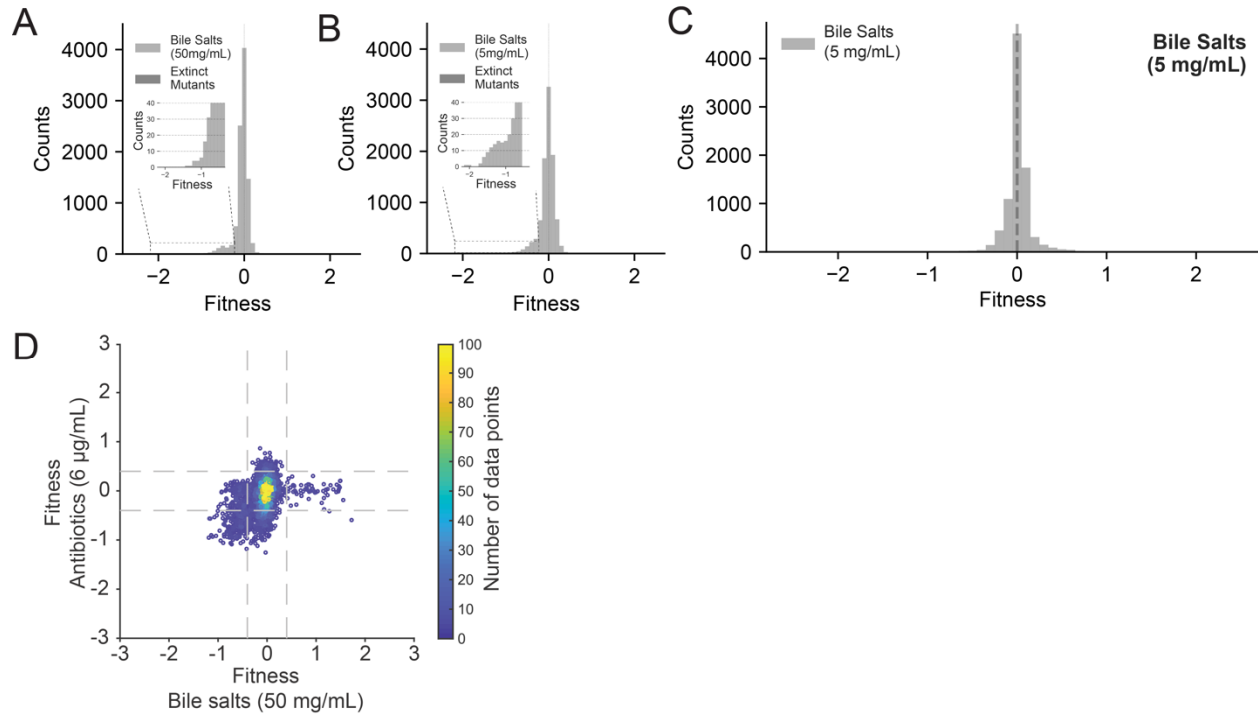 A
4000
3000
2000
1000
0
Counts
Bile Salts
(50mg/mL)
Extinct
Mutants
40
30
20
10
0
Counts
−2
−1
Fitness
−2
0
2
Fitness
B
4000
3000
2000
1000
0
Counts
Bile Salts
(5mg/mL)
Extinct
Mutants
40
30
20
10
0
Counts
−2
−1
Fitness
−2
0
2
Fitness
C
4000
3000
2000
1000
0
Counts
Bile Salts
(5 mg/mL)
Bile Salts
(5 mg/mL)
−2
−1
0
1
2
Fitness
D
3
2
1
0
-1
-2
-3
Fitness
Antibiotics (6 µg/mL)
-3
-2
-1
0
1
2
3
Fitness
Bile salts (50 mg/mL)
100
90
80
70
60
50
40
30
20
10
0
Number of data points